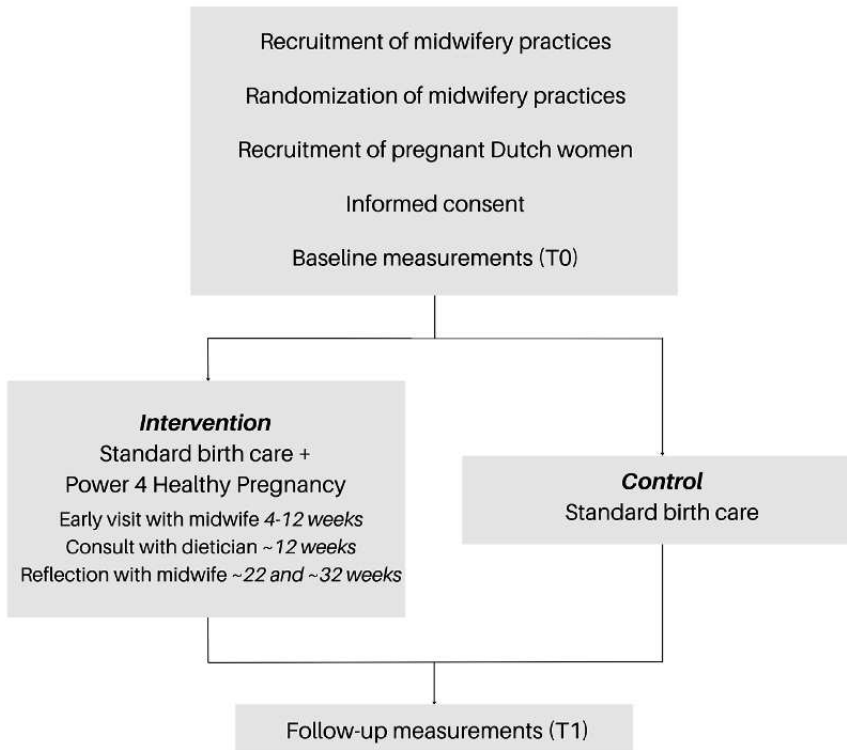 Recruitment of midwifery practices
Randomization of midwifery practices
Recruitment of pregnant Dutch women
Informed consent
Baseline measurements (T0)
Intervention
Standard birth care +
Power 4 Healthy Pregnancy
Early visit with midwife 4-12 weeks
Consult with dietician ~12 weeks
Reflection with midwife ~22 and ~32 weeks
Control
Standard birth care
Follow-up measurements (T1)